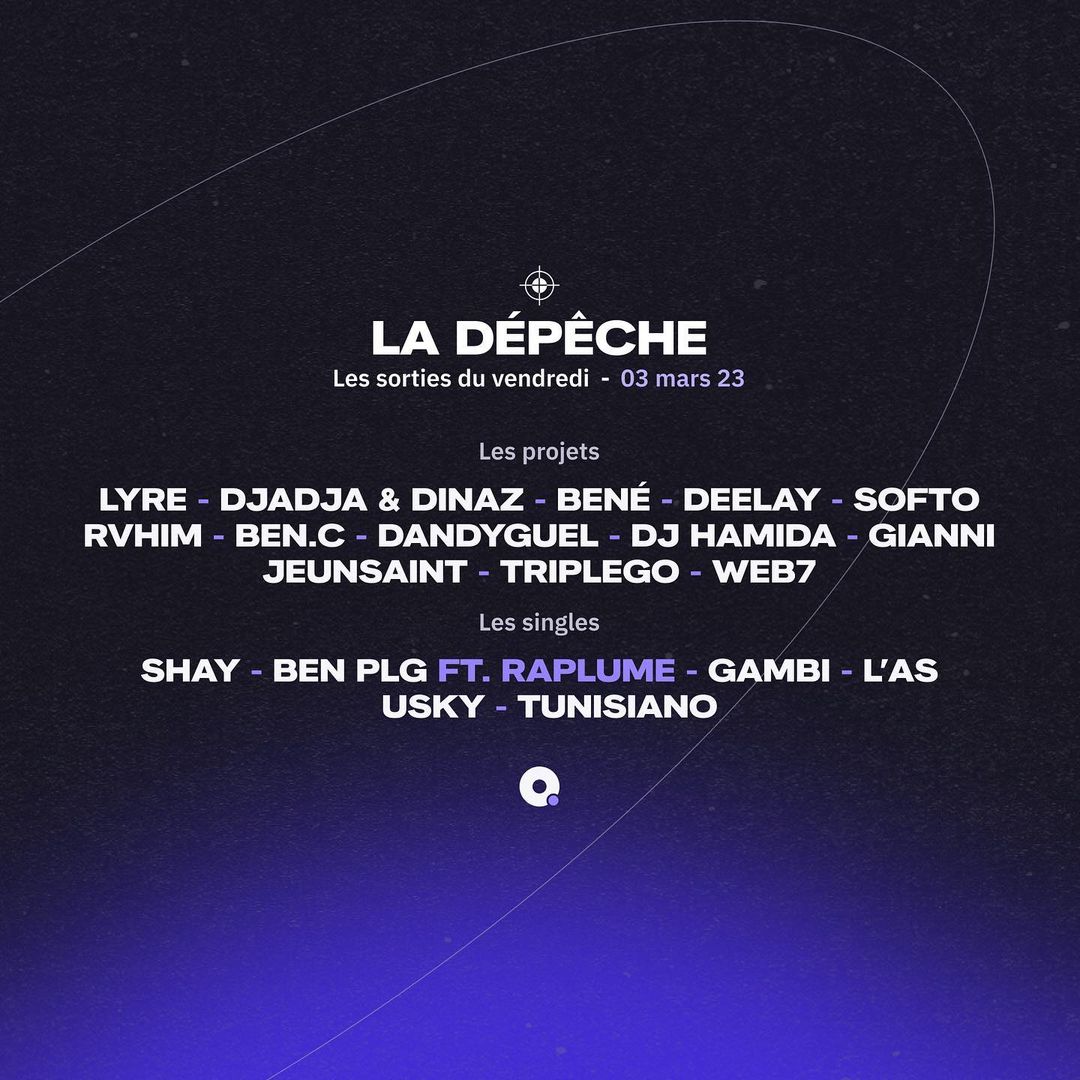 LA DÉPÊCHE
Les sorties du vendredi - 03 mars 23
Les projets
LYRE - DJADJA & DINAZ - BENÉ - DEELAY - SOFTO
RVHIM - BEN.C - DANDYGUEL - DJ HAMIDA - GIANNI
JEUNSAINT - TRIPLEGO - WEB7
Les singles
SHAY - BEN PLG FT. RAPLUME - GAMBI - L'AS
USKY - TUNISIANO